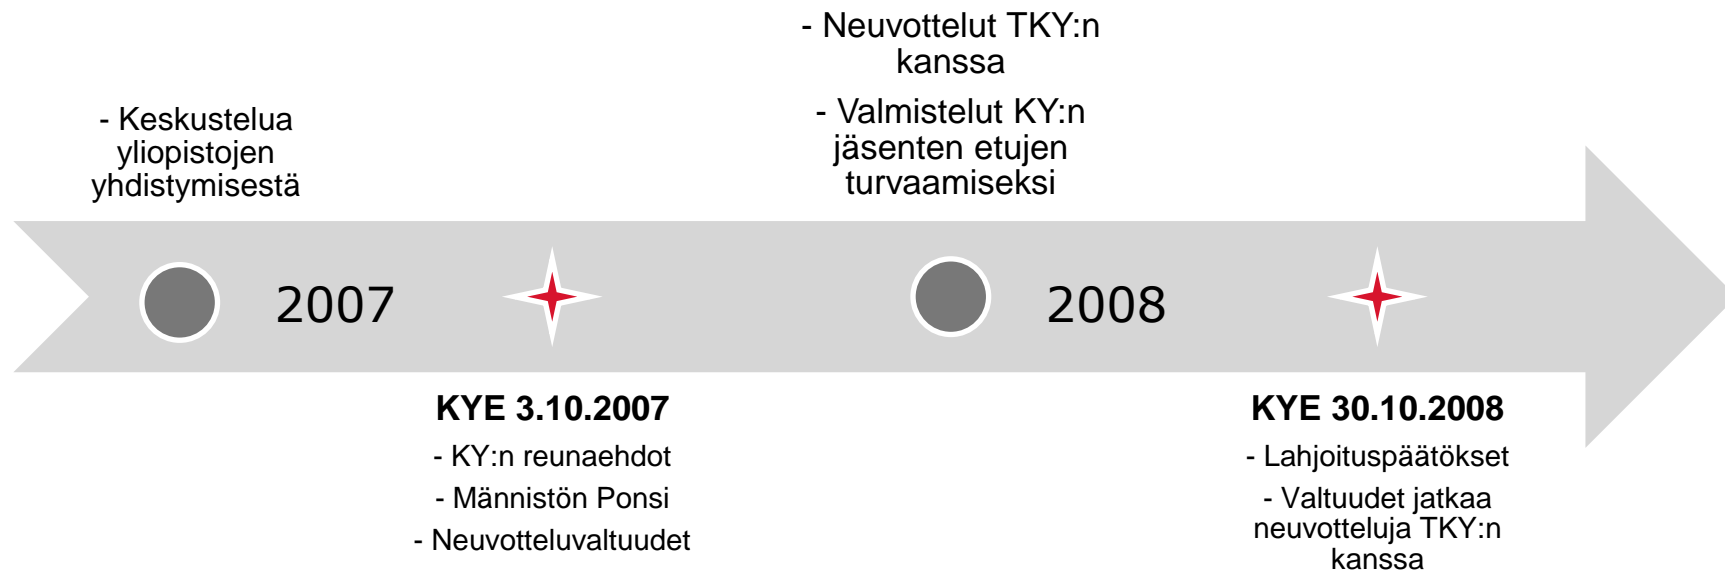 - Keskustelua
yliopistojen
yhdistymisestä
2007
KYE 3.10.2007
- KY:n reunaehdot
- Männistön Ponsi
- Neuvotteluvaltuudet
- Neuvottelut TKY:n
kanssa
- Valmistelut KY:n
jäsenten etujen
turvaamiseksi
2008
KYE 30.10.2008
- Lahjoituspäätökset
- Valtuudet jatkaa
neuvotteluja TKY:n
kanssa